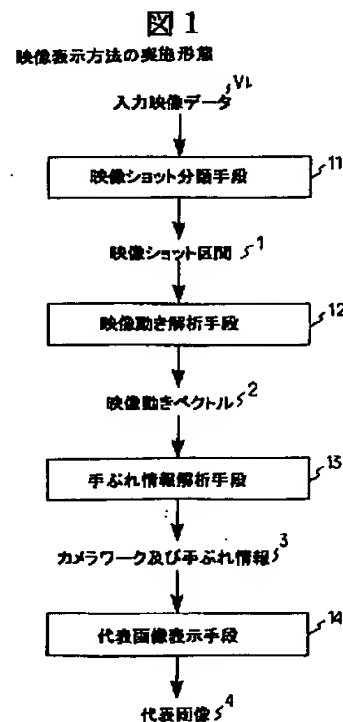 図1
映像表示方法の実施形態
入力映像データ VI
映像ショット分類手段 11
映像ショット区間 1
映像動き解析手段 12
映像動きベクトル 2
手ぶれ情報解析手段 13
カメラワーク及び手ぶれ情報 3
代表画像表示手段 14
代表画像 4